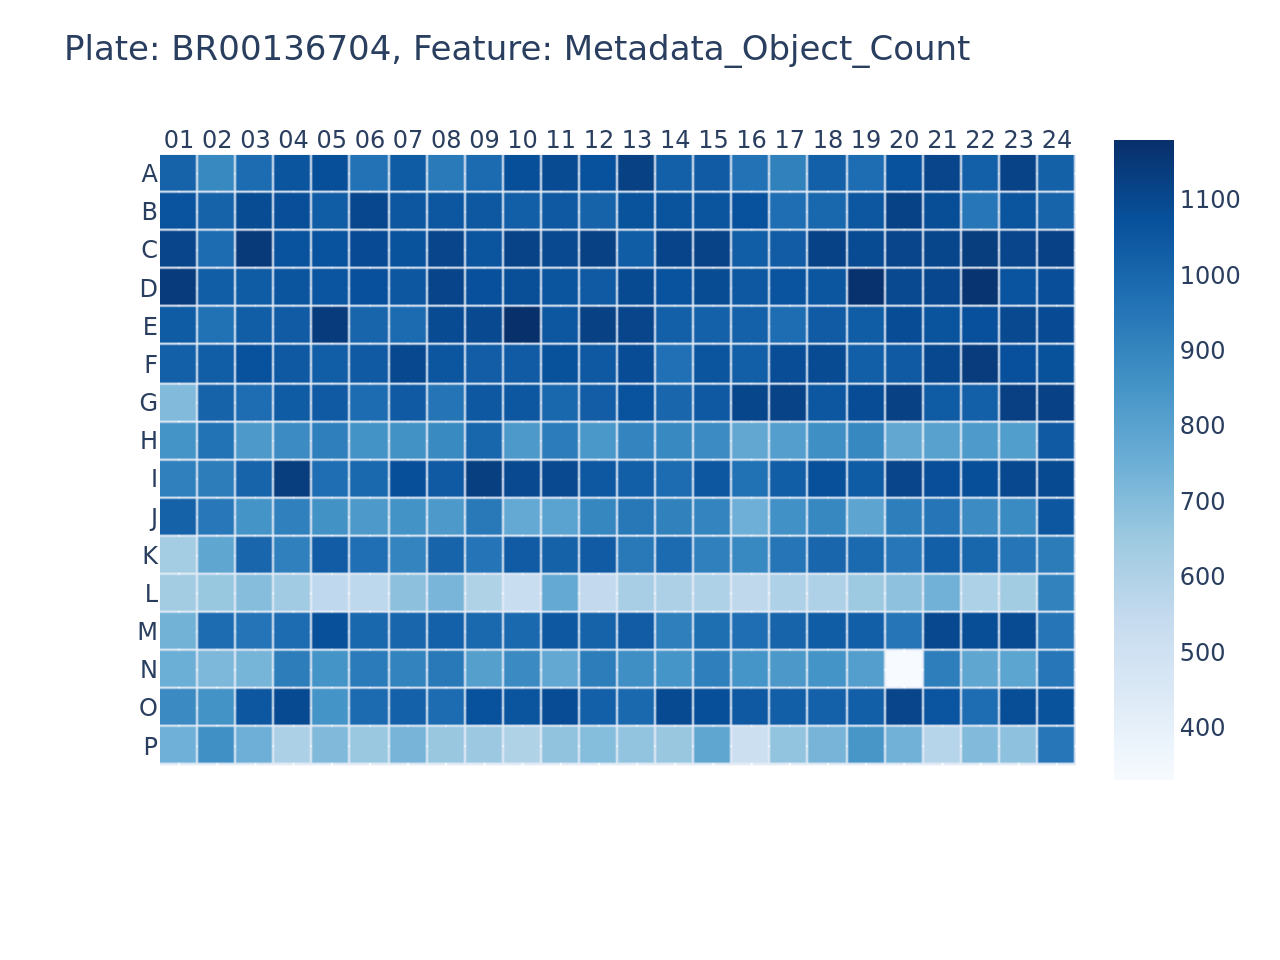 Plate: BR00136704, Feature: Metadata_Object_Count
01 02 03 04 05 06 07 08 09 10 11 12 13 14 15 16 17 18 19 20 21 22 23 24
A
B
C
D
E
F
G
H
I
J
K
L
M
N
O
P
1100
1000
900
800
700
600
500
400